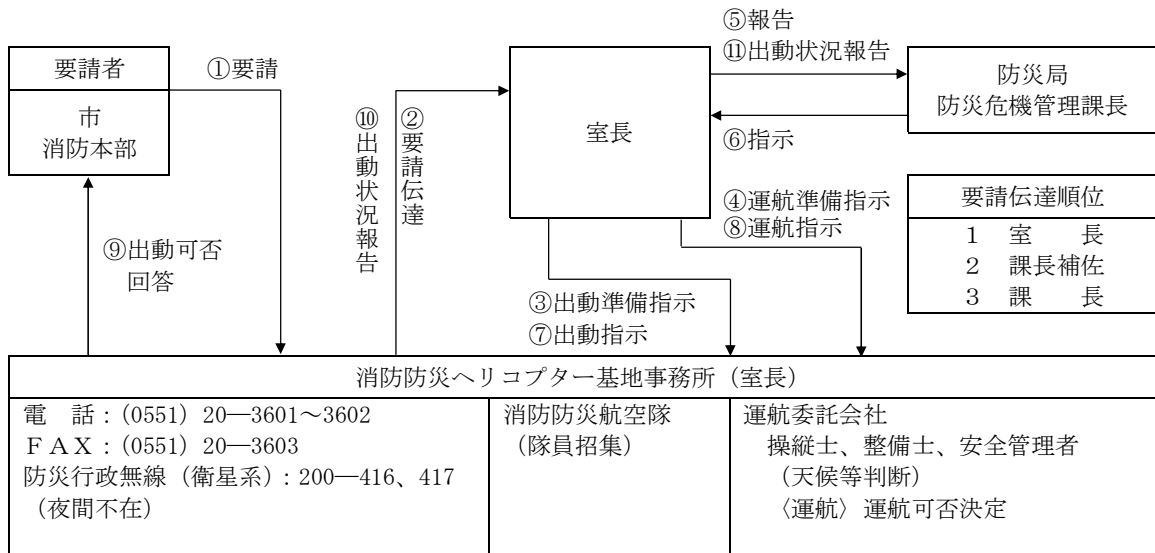 ⑤報告
⑪出動状況報告
要請者
①要請
市
消防本部
⑩出動状況報告
②要請伝達
室長
防災局
防災危機管理課長
⑥指示
④運航準備指示
⑧運航指示
要請伝達順位
1 室　　長
2 課長補佐
3 課　　長
⑨出動可否
回答
③出動準備指示
⑦出動指示
消防防災ヘリコプター基地事務所（室長）
電　話：(0551) 20―3601～3602
ＦＡＸ：(0551) 20―3603
防災行政無線（衛星系）：200―416、417
（夜間不在）
消防防災航空隊
（隊員招集）
運航委託会社
操縦士、整備士、安全管理者
（天候等判断）
〈運航〉運航可否決定